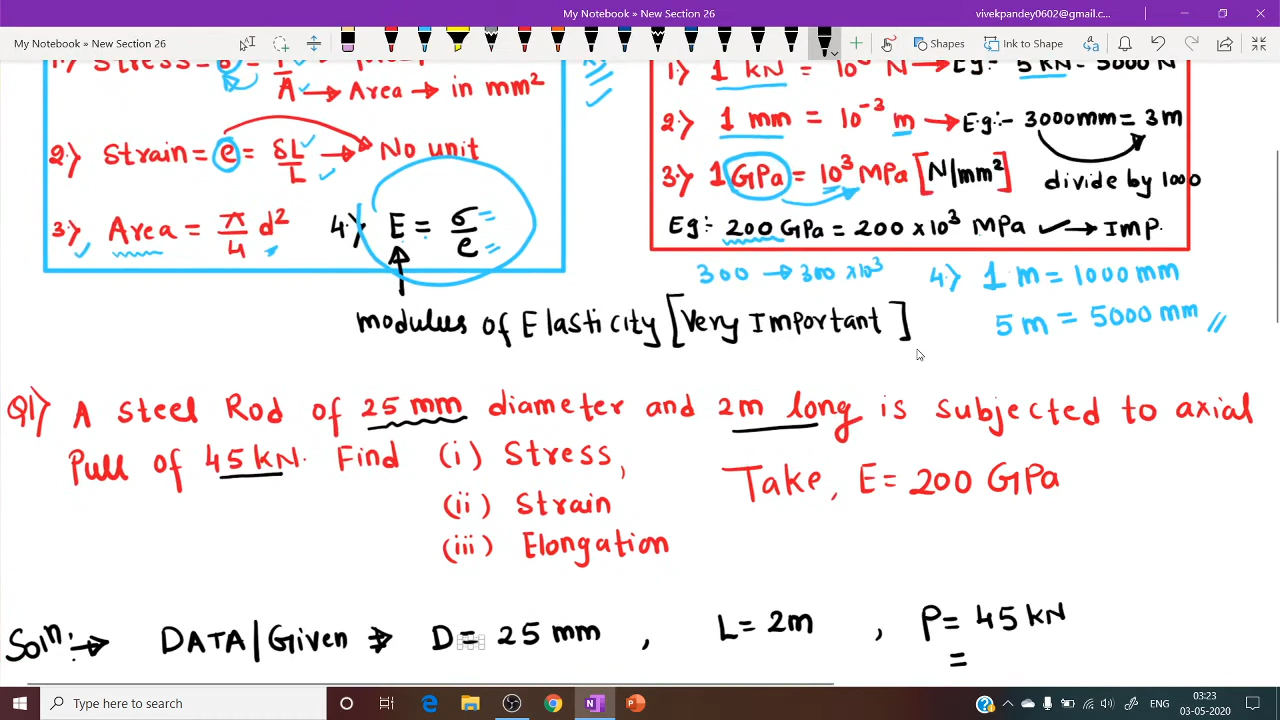 My Notebook » New Section 26
vivekpandey0602@gmail.c...
My Notebook » New Section 26
Shapes
Ink to Shape
A → Area → in mm²
2.) Strain = e = δL/L → No unit
3.) Area = π/4 d²
4.) E = σ/e
modulus of Elasticity [Very Important]
1.) 1 kN = 10 N → Eg:- 5 kN = 5000 N
2.) 1 mm = 10⁻³ m → E.g:- 3000mm = 3m
divide by 1000
3.) 1 GPa = 10³ MPa [N/mm²]
Eg:- 200 GPa = 200 ×10³ MPa ✓→ IMP.
300 → 300 ×10³
4.) 1 m = 1000 mm
5 m = 5000 mm //
Q1) A Steel Rod of 25 mm diameter and 2m long is subjected to axial
Pull of 45 kN. Find (i) Stress,
(ii) Strain
(iii) Elongation
Take, E = 200 GPa
Soln:→ DATA|Given ⇒ D = 25 mm , L = 2m , P = 45 kN
=
Type here to search
03:23
03-05-2020